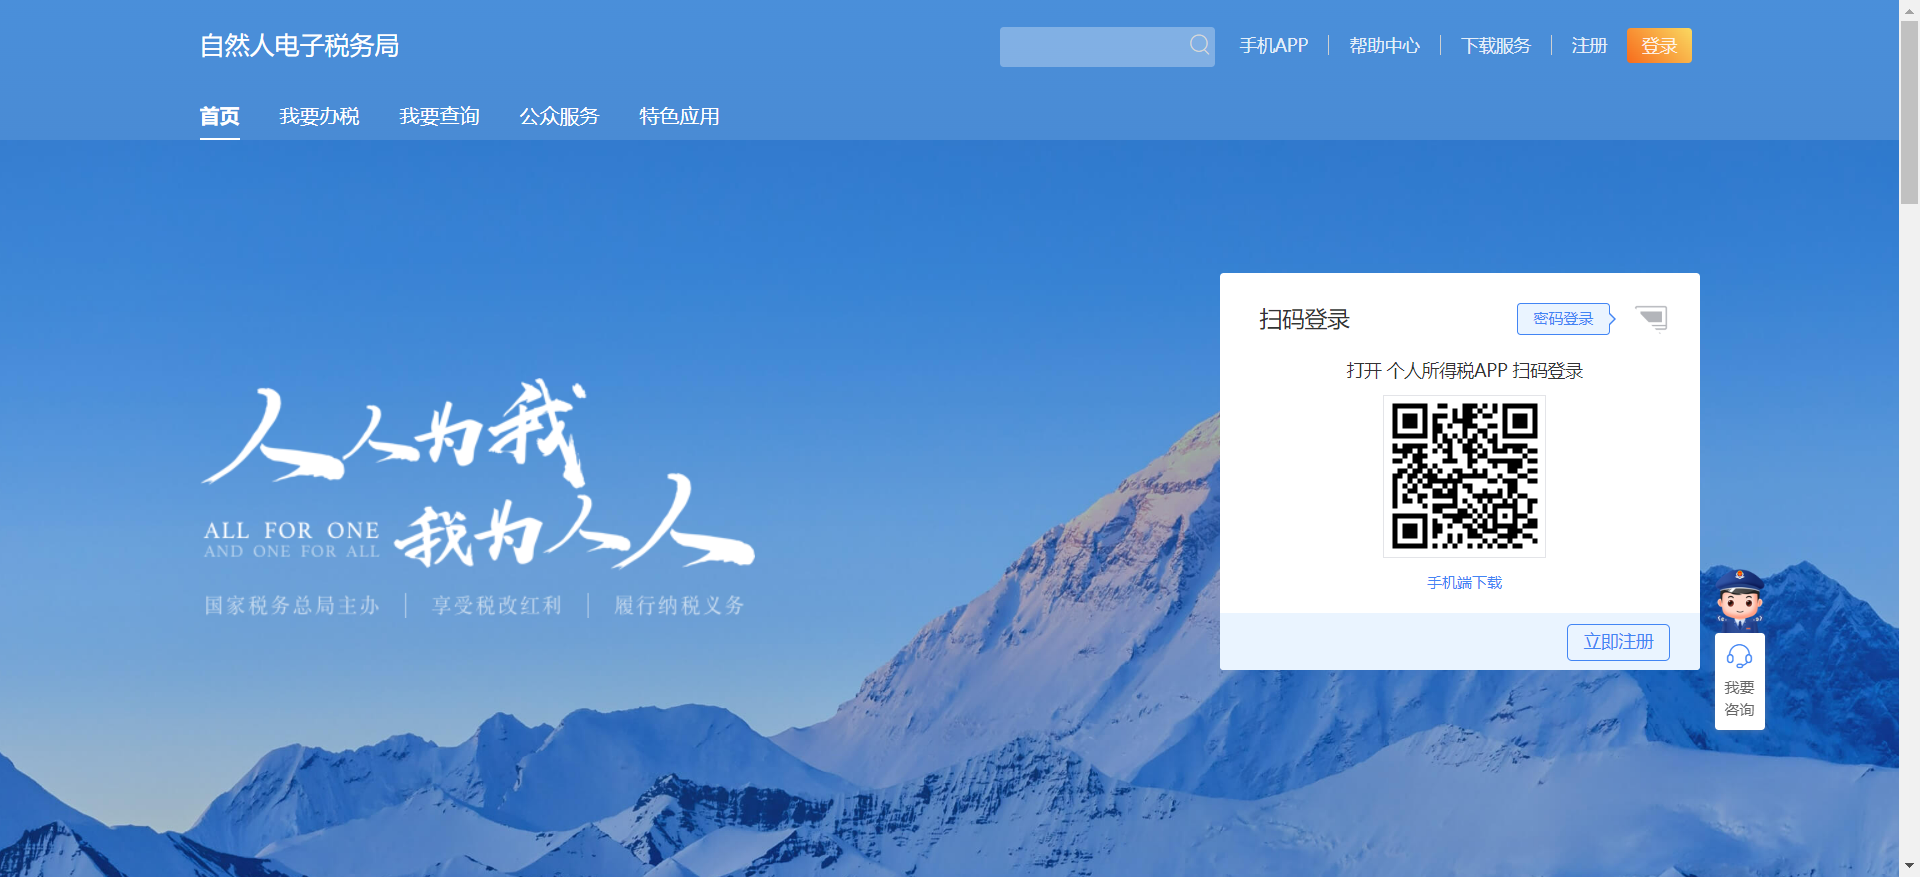 自然人电子税务局
手机APP
帮助中心
下载服务
注册
登录
首页
我要办税
我要查询
公众服务
特色应用
人人为我
我为人人
ALL FOR ONE
AND ONE FOR ALL
国家税务总局主办
享受税改红利
履行纳税义务
扫码登录
密码登录
打开 个人所得税APP 扫码登录
手机端下载
立即注册
我要
咨询